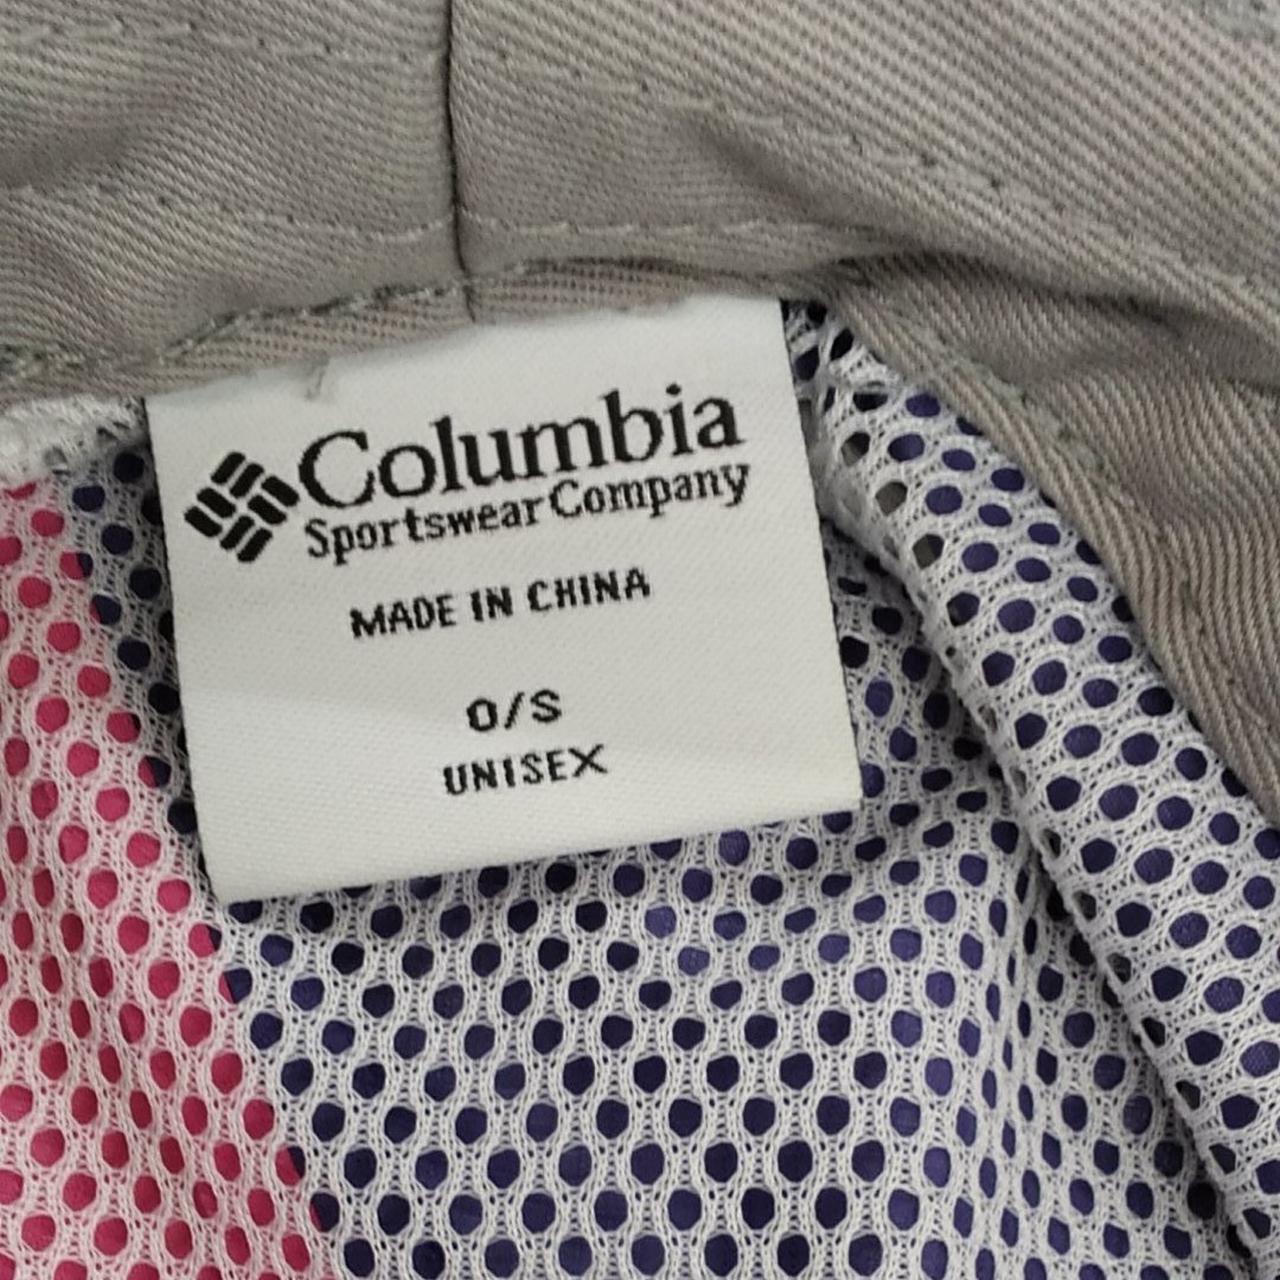 Columbia
Sportswear Company
MADE IN CHINA
O/S
UNISEX